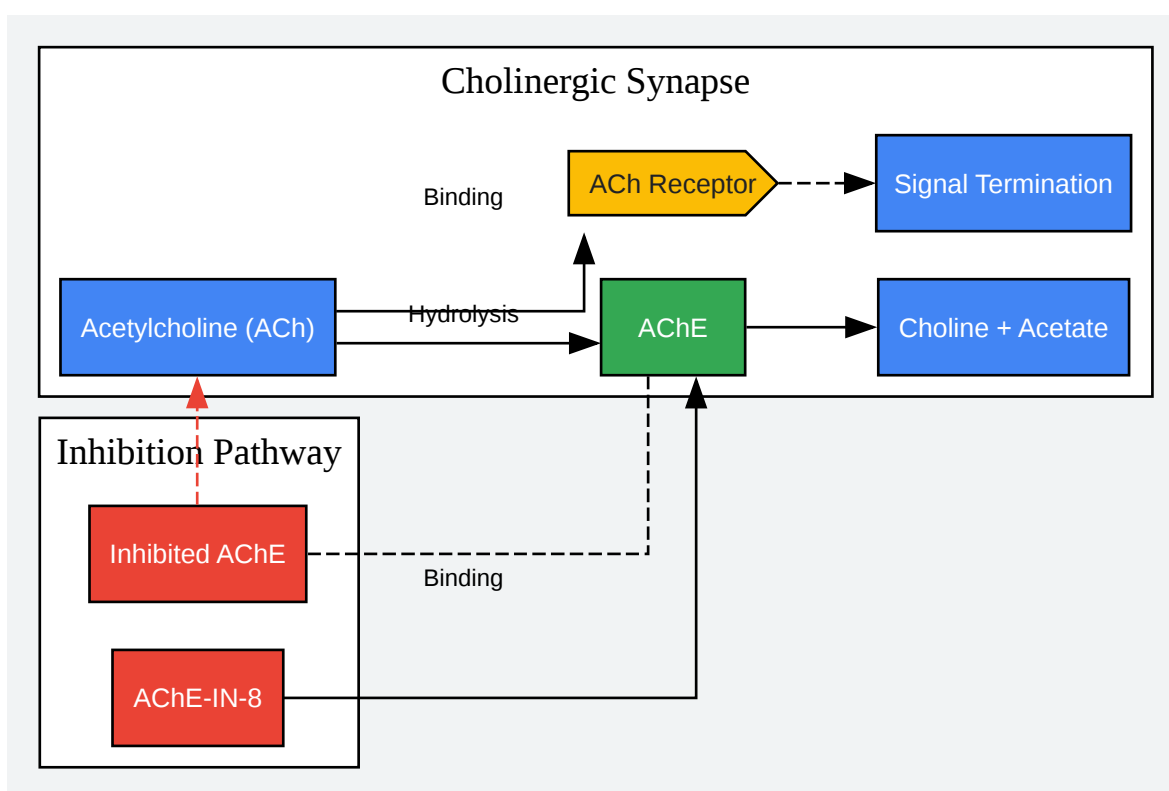 Cholinergic Synapse
ACh Receptor
Signal Termination
Binding
Acetylcholine (ACh)
Hydrolysis
AChE
Choline + Acetate
Inhibition Pathway
Inhibited AChE
Binding
AChE-IN-8